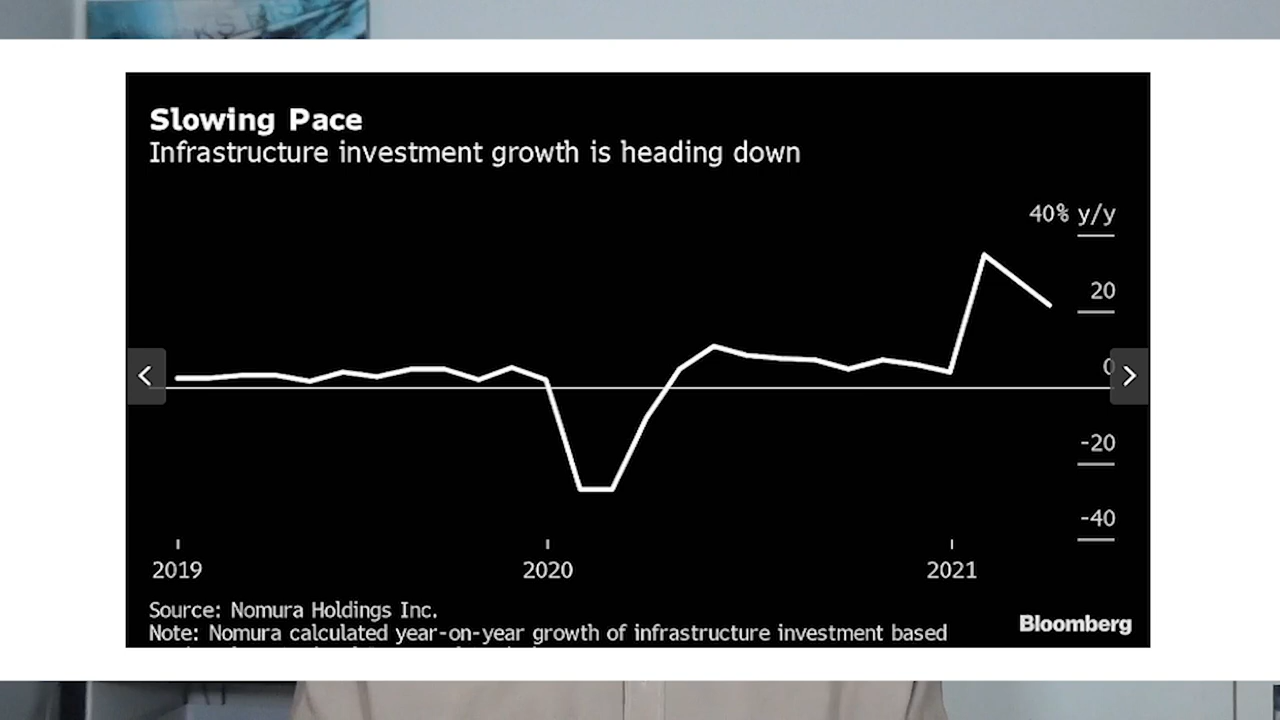 Slowing Pace
Infrastructure investment growth is heading down
40% y/y
20
0
-20
-40
2019 2020 2021
Source: Nomura Holdings Inc.
Note: Nomura calculated year-on-year growth of infrastructure investment based
Bloomberg